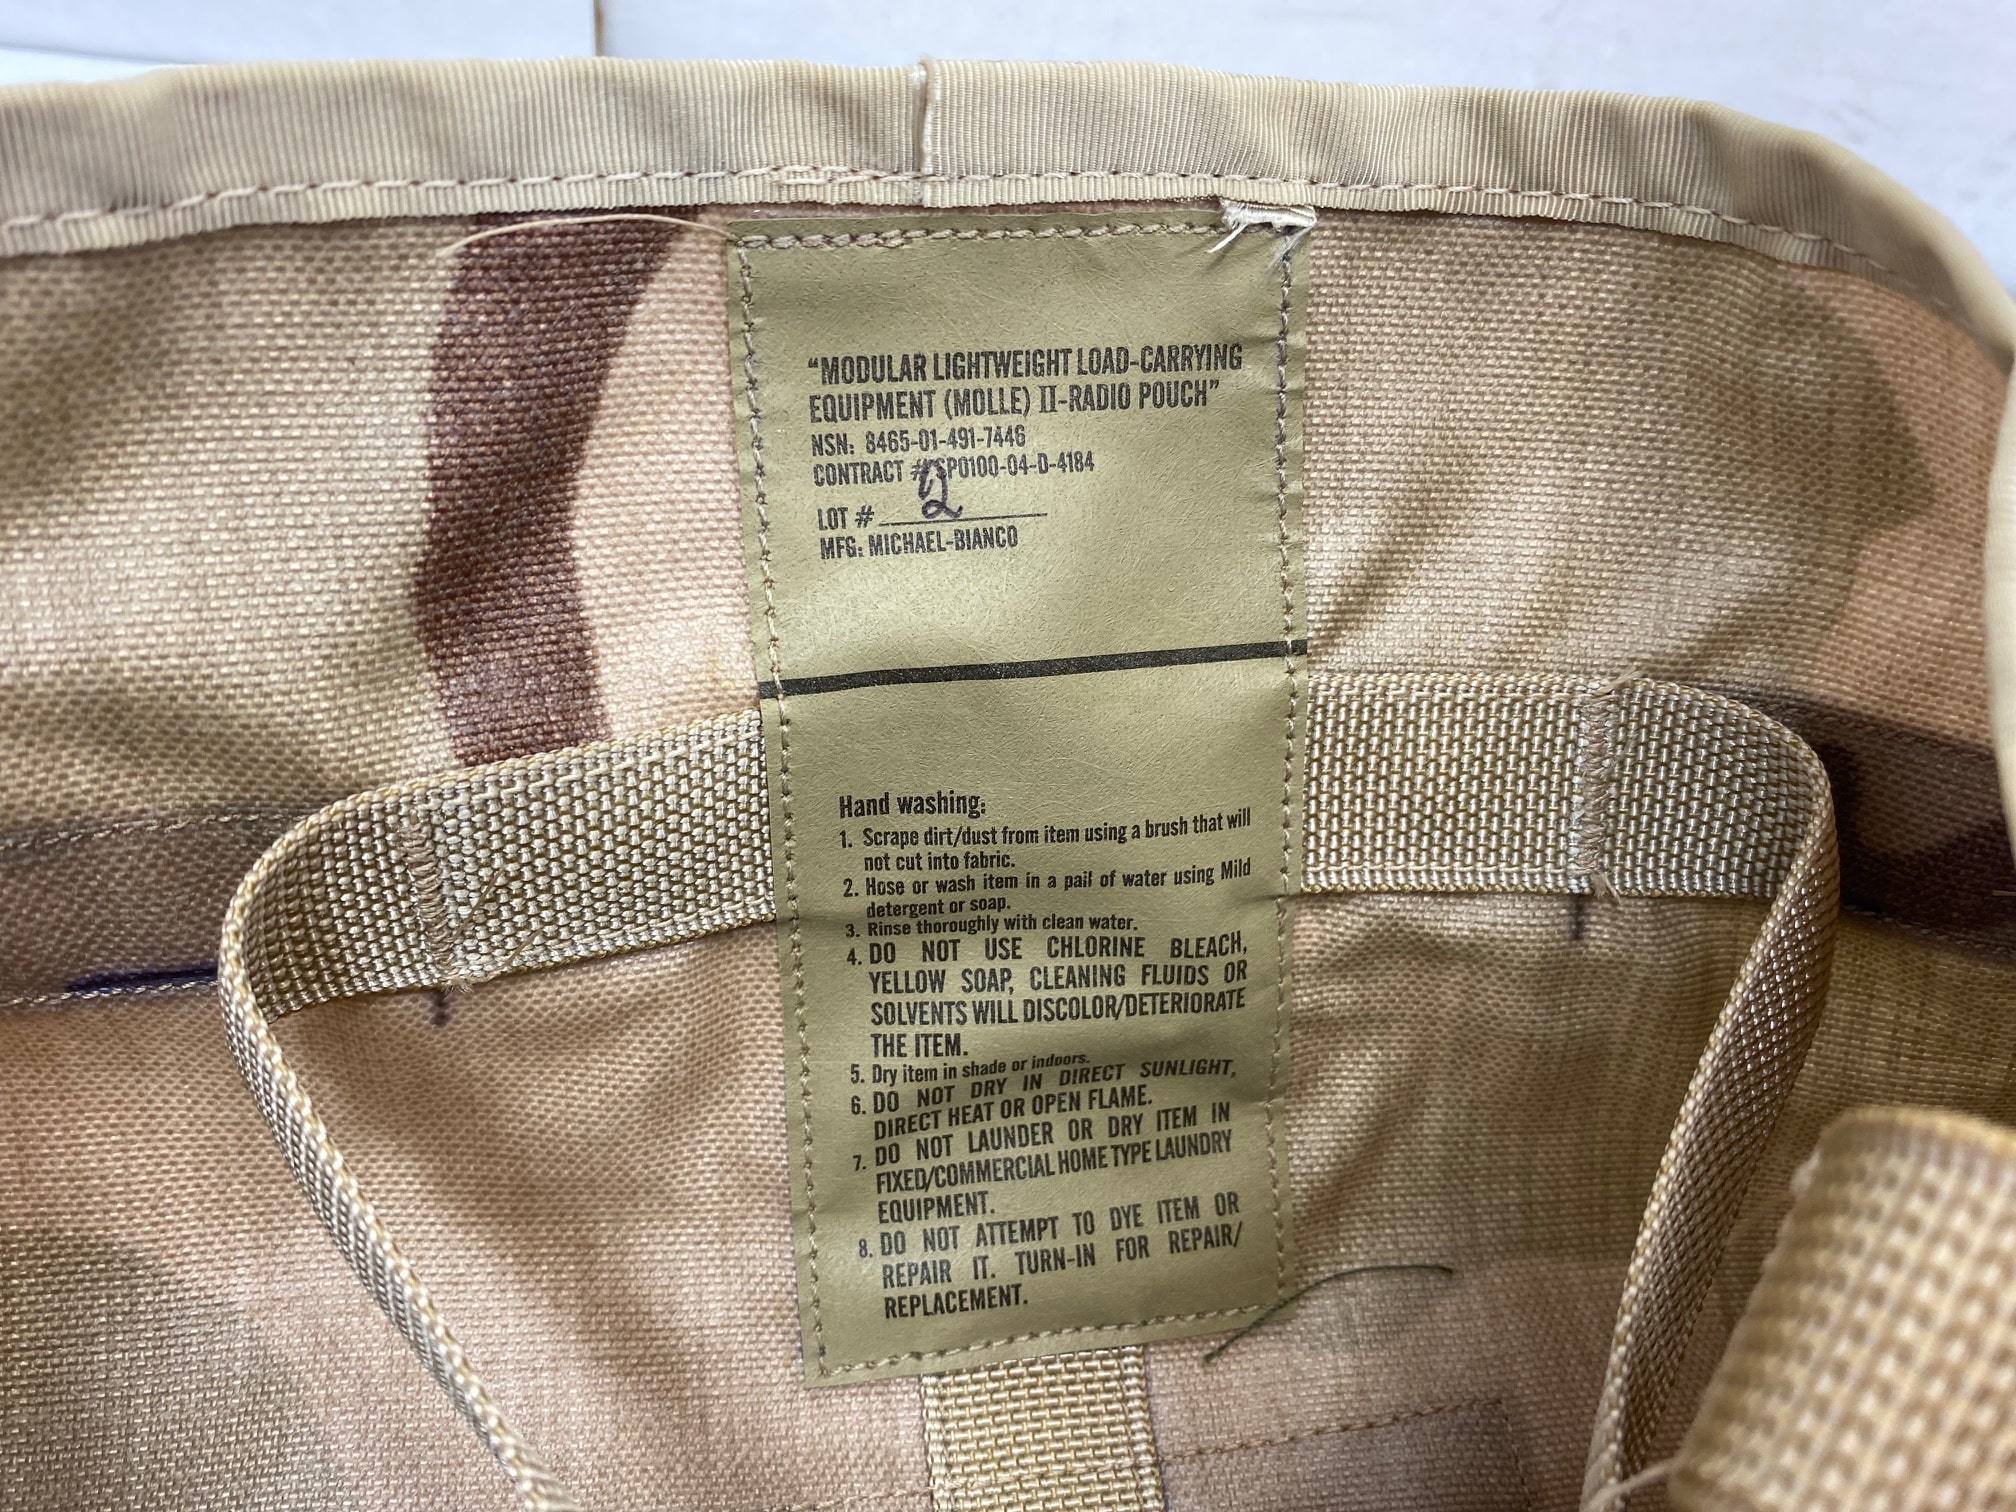 “MODULAR LIGHTWEIGHT LOAD-CARRYING
EQUIPMENT (MOLLE) II-RADIO POUCH”
NSN: 8465-01-491-7446
CONTRACT # SP0100-04-D-4184
LOT # 2
MFG: MICHAEL-BIANCO
Hand washing:
1. Scrape dirt/dust from item using a brush that will
not cut into fabric.
2. Hose or wash item in a pail of water using Mild
detergent or soap.
3. Rinse thoroughly with clean water.
4. DO NOT USE CHLORINE BLEACH,
YELLOW SOAP, CLEANING FLUIDS OR
SOLVENTS WILL DISCOLOR/DETERIORATE
THE ITEM.
5. Dry item in shade or indoors.
6. DO NOT DRY IN DIRECT SUNLIGHT,
DIRECT HEAT OR OPEN FLAME.
7. DO NOT LAUNDER OR DRY ITEM IN
FIXED/COMMERCIAL HOME TYPE LAUNDRY
EQUIPMENT.
8. DO NOT ATTEMPT TO DYE ITEM OR
REPAIR IT. TURN-IN FOR REPAIR/
REPLACEMENT.